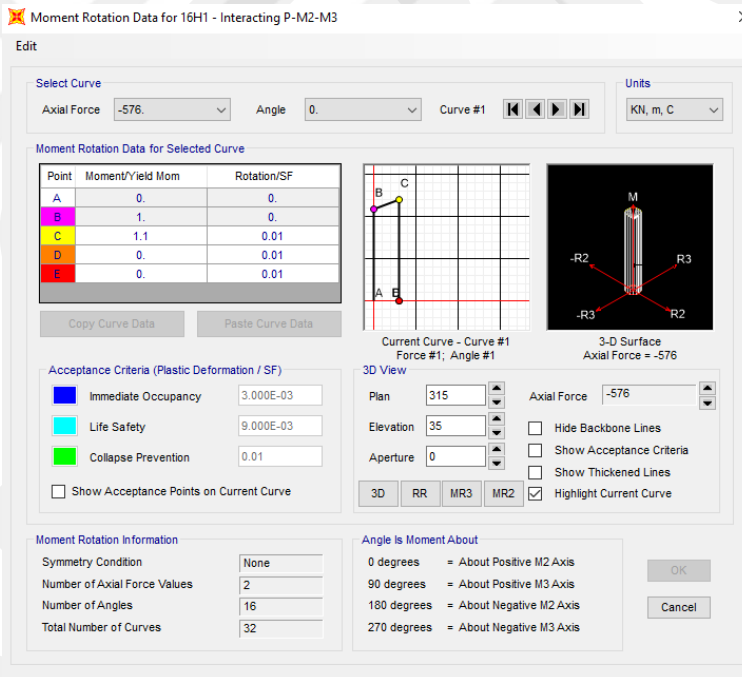 Moment Rotation Data for 16H1 - Interacting P-M2-M3
Edit
Select Curve
Axial Force -576. Angle 0. Curve #1
Units
KN, m, C
Moment Rotation Data for Selected Curve
Point Moment/Yield Mom Rotation/SF
A 0. 0.
B 1. 0.
C 1.1 0.01
D 0. 0.01
E 0. 0.01
Copy Curve Data Paste Curve Data
B C
A E
Current Curve - Curve #1
Force #1; Angle #1
M
-R2 R3
-R3 R2
3-D Surface
Axial Force = -576
Acceptance Criteria (Plastic Deformation / SF)
Immediate Occupancy 3.000E-03
Life Safety 9.000E-03
Collapse Prevention 0.01
Show Acceptance Points on Current Curve
3D View
Plan 315
Elevation 35
Aperture 0
3D RR MR3 MR2
Axial Force -576
Hide Backbone Lines
Show Acceptance Criteria
Show Thickened Lines
Highlight Current Curve
Moment Rotation Information
Symmetry Condition None
Number of Axial Force Values 2
Number of Angles 16
Total Number of Curves 32
Angle Is Moment About
0 degrees = About Positive M2 Axis
90 degrees = About Positive M3 Axis
180 degrees = About Negative M2 Axis
270 degrees = About Negative M3 Axis
OK
Cancel